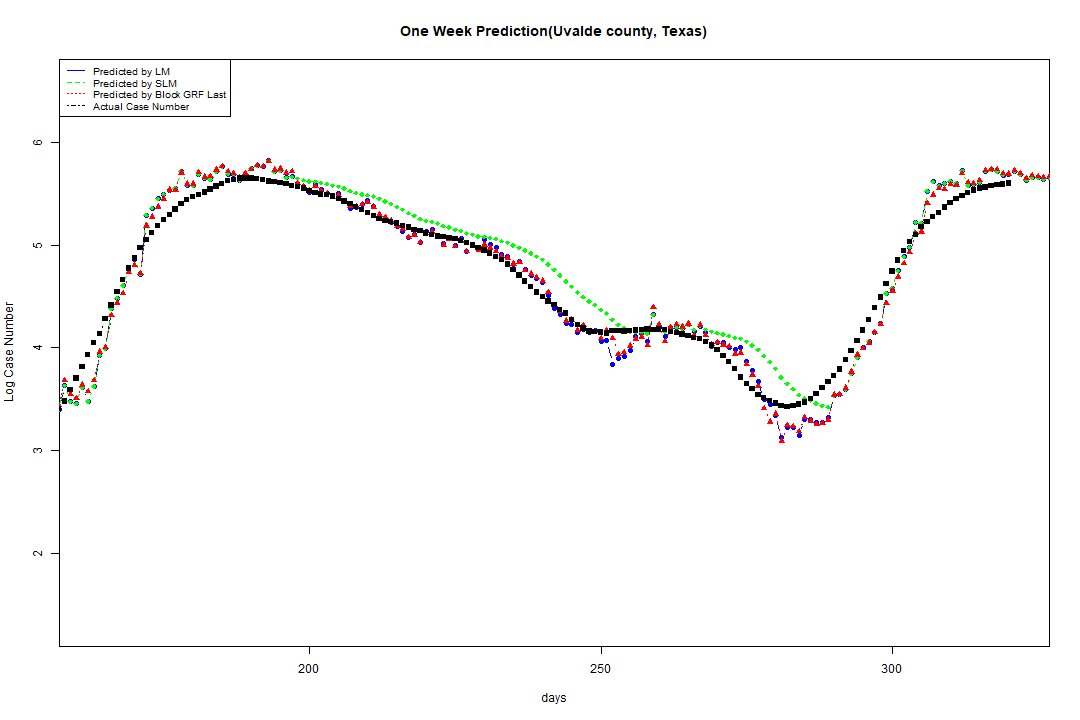 One Week Prediction(Uvalde county, Texas)
Predicted by LM
Predicted by SLM
Predicted by Block GRF Last
Actual Case Number
6
5
4
3
2
Log Case Number
200
250
300
days